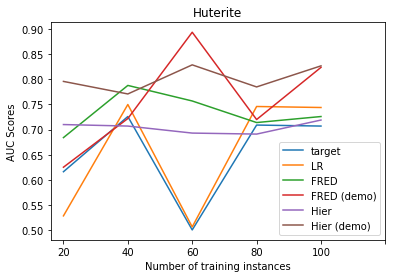 Huterite
AUC Scores
0.90
0.85
0.80
0.75
0.70
0.65
0.60
0.55
0.50
20 40 60 80 100
Number of training instances
target
LR
FRED
FRED (demo)
Hier
Hier (demo)